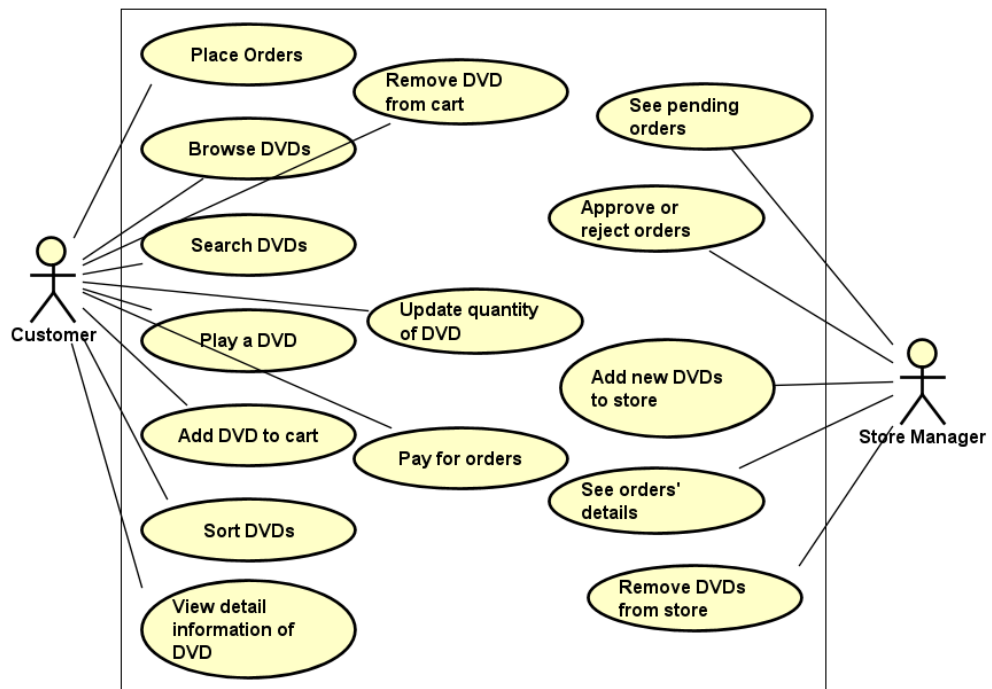 Place Orders
Remove DVD
from cart
See pending
orders
Browse DVDs
Approve or
reject orders
Search DVDs
Customer
Update quantity
of DVD
Play a DVD
Add new DVDs
to store
Store Manager
Add DVD to cart
Pay for orders
See orders'
details
Sort DVDs
Remove DVDs
from store
View detail
information of
DVD